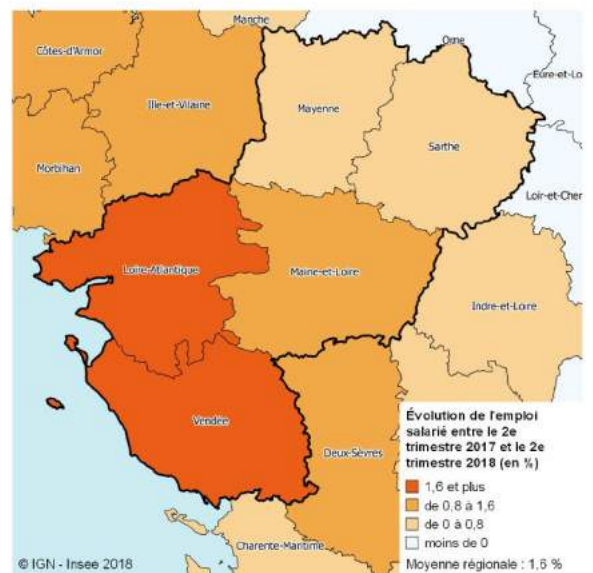 Manche
Orne
Côtes-d'Armor
Eure-et-Lo
Ille-et-Vilaine
Mayenne
Sarthe
Morbihan
Loir-et-Cher
Loire-Atlantique
Maine-et-Loire
Indre-et-Loire
Vendée
Deux-Sèvres
Charente-Maritime
Évolution de l'emploi
salarié entre le 2e
trimestre 2017 et le 2e
trimestre 2018 (en %)
1,6 et plus
de 0,8 à 1,6
de 0 à 0,8
moins de 0
Moyenne régionale : 1,6 %
© IGN - Insee 2018